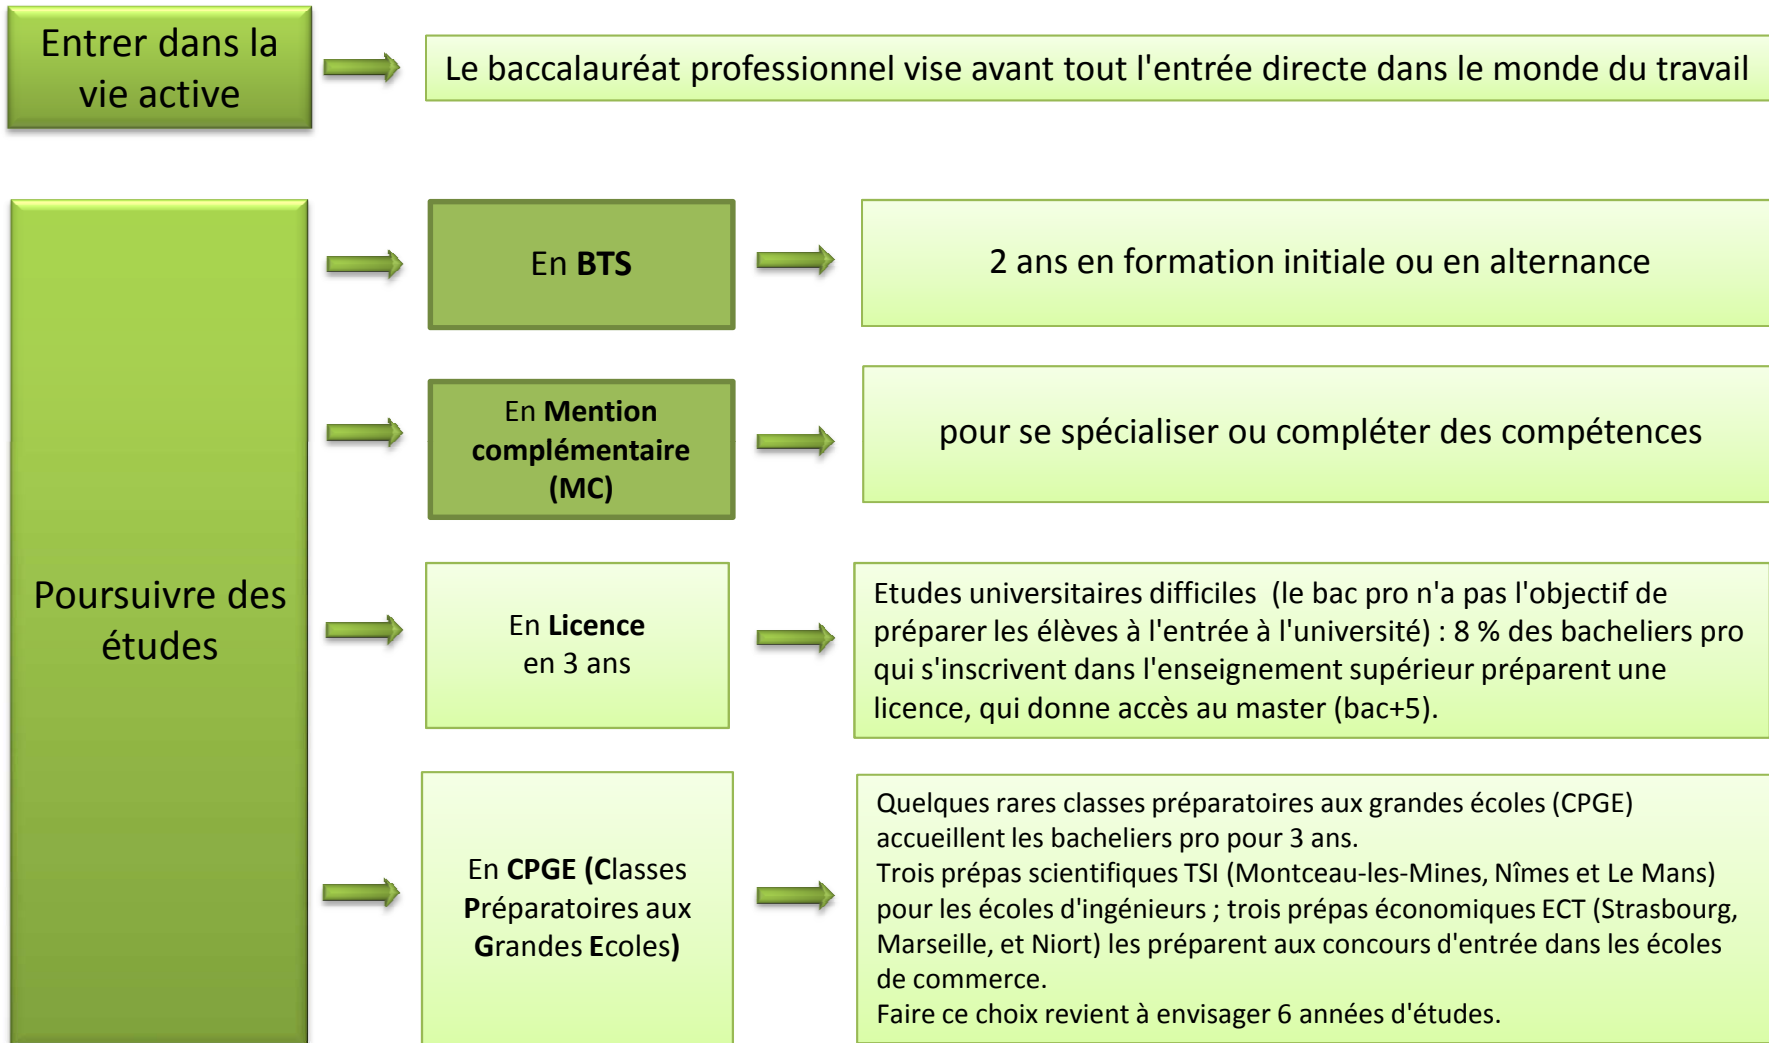 Entrer dans la
vie active
Le baccalauréat professionnel vise avant tout l'entrée directe dans le monde du travail
Poursuivre des
études
En BTS
2 ans en formation initiale ou en alternance
En Mention
complémentaire
(MC)
pour se spécialiser ou compléter des compétences
En Licence
en 3 ans
Etudes universitaires difficiles (le bac pro n'a pas l'objectif de
préparer les élèves à l'entrée à l'université) : 8 % des bacheliers pro
qui s'inscrivent dans l'enseignement supérieur préparent une
licence, qui donne accès au master (bac+5).
En CPGE (Classes
Préparatoires aux
Grandes Ecoles)
Quelques rares classes préparatoires aux grandes écoles (CPGE)
accueillent les bacheliers pro pour 3 ans.
Trois prépas scientifiques TSI (Montceau-les-Mines, Nîmes et Le Mans)
pour les écoles d'ingénieurs ; trois prépas économiques ECT (Strasbourg,
Marseille, et Niort) les préparent aux concours d'entrée dans les écoles
de commerce.
Faire ce choix revient à envisager 6 années d'études.